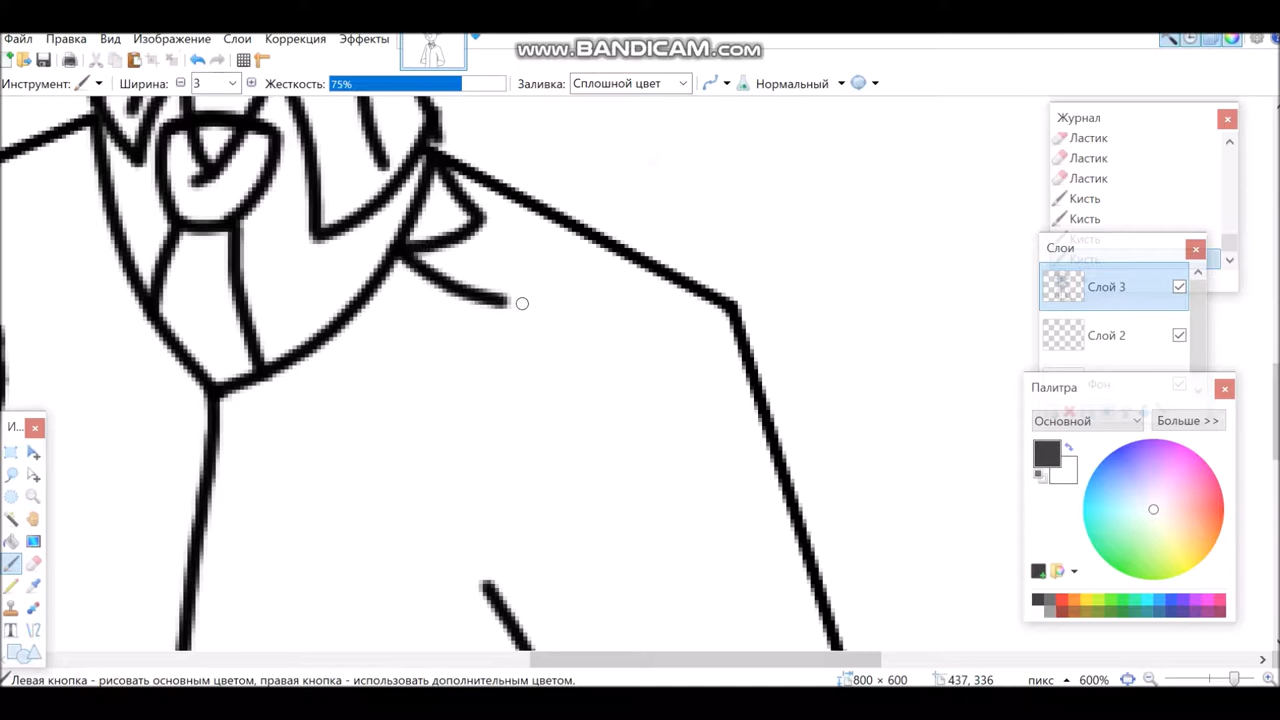 Файл Правка Вид Изображение Слои Коррекция Эффекты
www.BANDICAM.com
Инструмент: Ширина: 3 Жесткость: 75% Заливка: Сплошной цвет Нормальный
Журнал
Ластик
Ластик
Ластик
Кисть
Кисть
Кисть
Кисть
Слои
Слой 3
Слой 2
Фон
Палитра
Основной Больше >>
И...
Левая кнопка - рисовать основным цветом, правая кнопка - использовать дополнительным цветом.
800 × 600 437, 336 пикс 600%